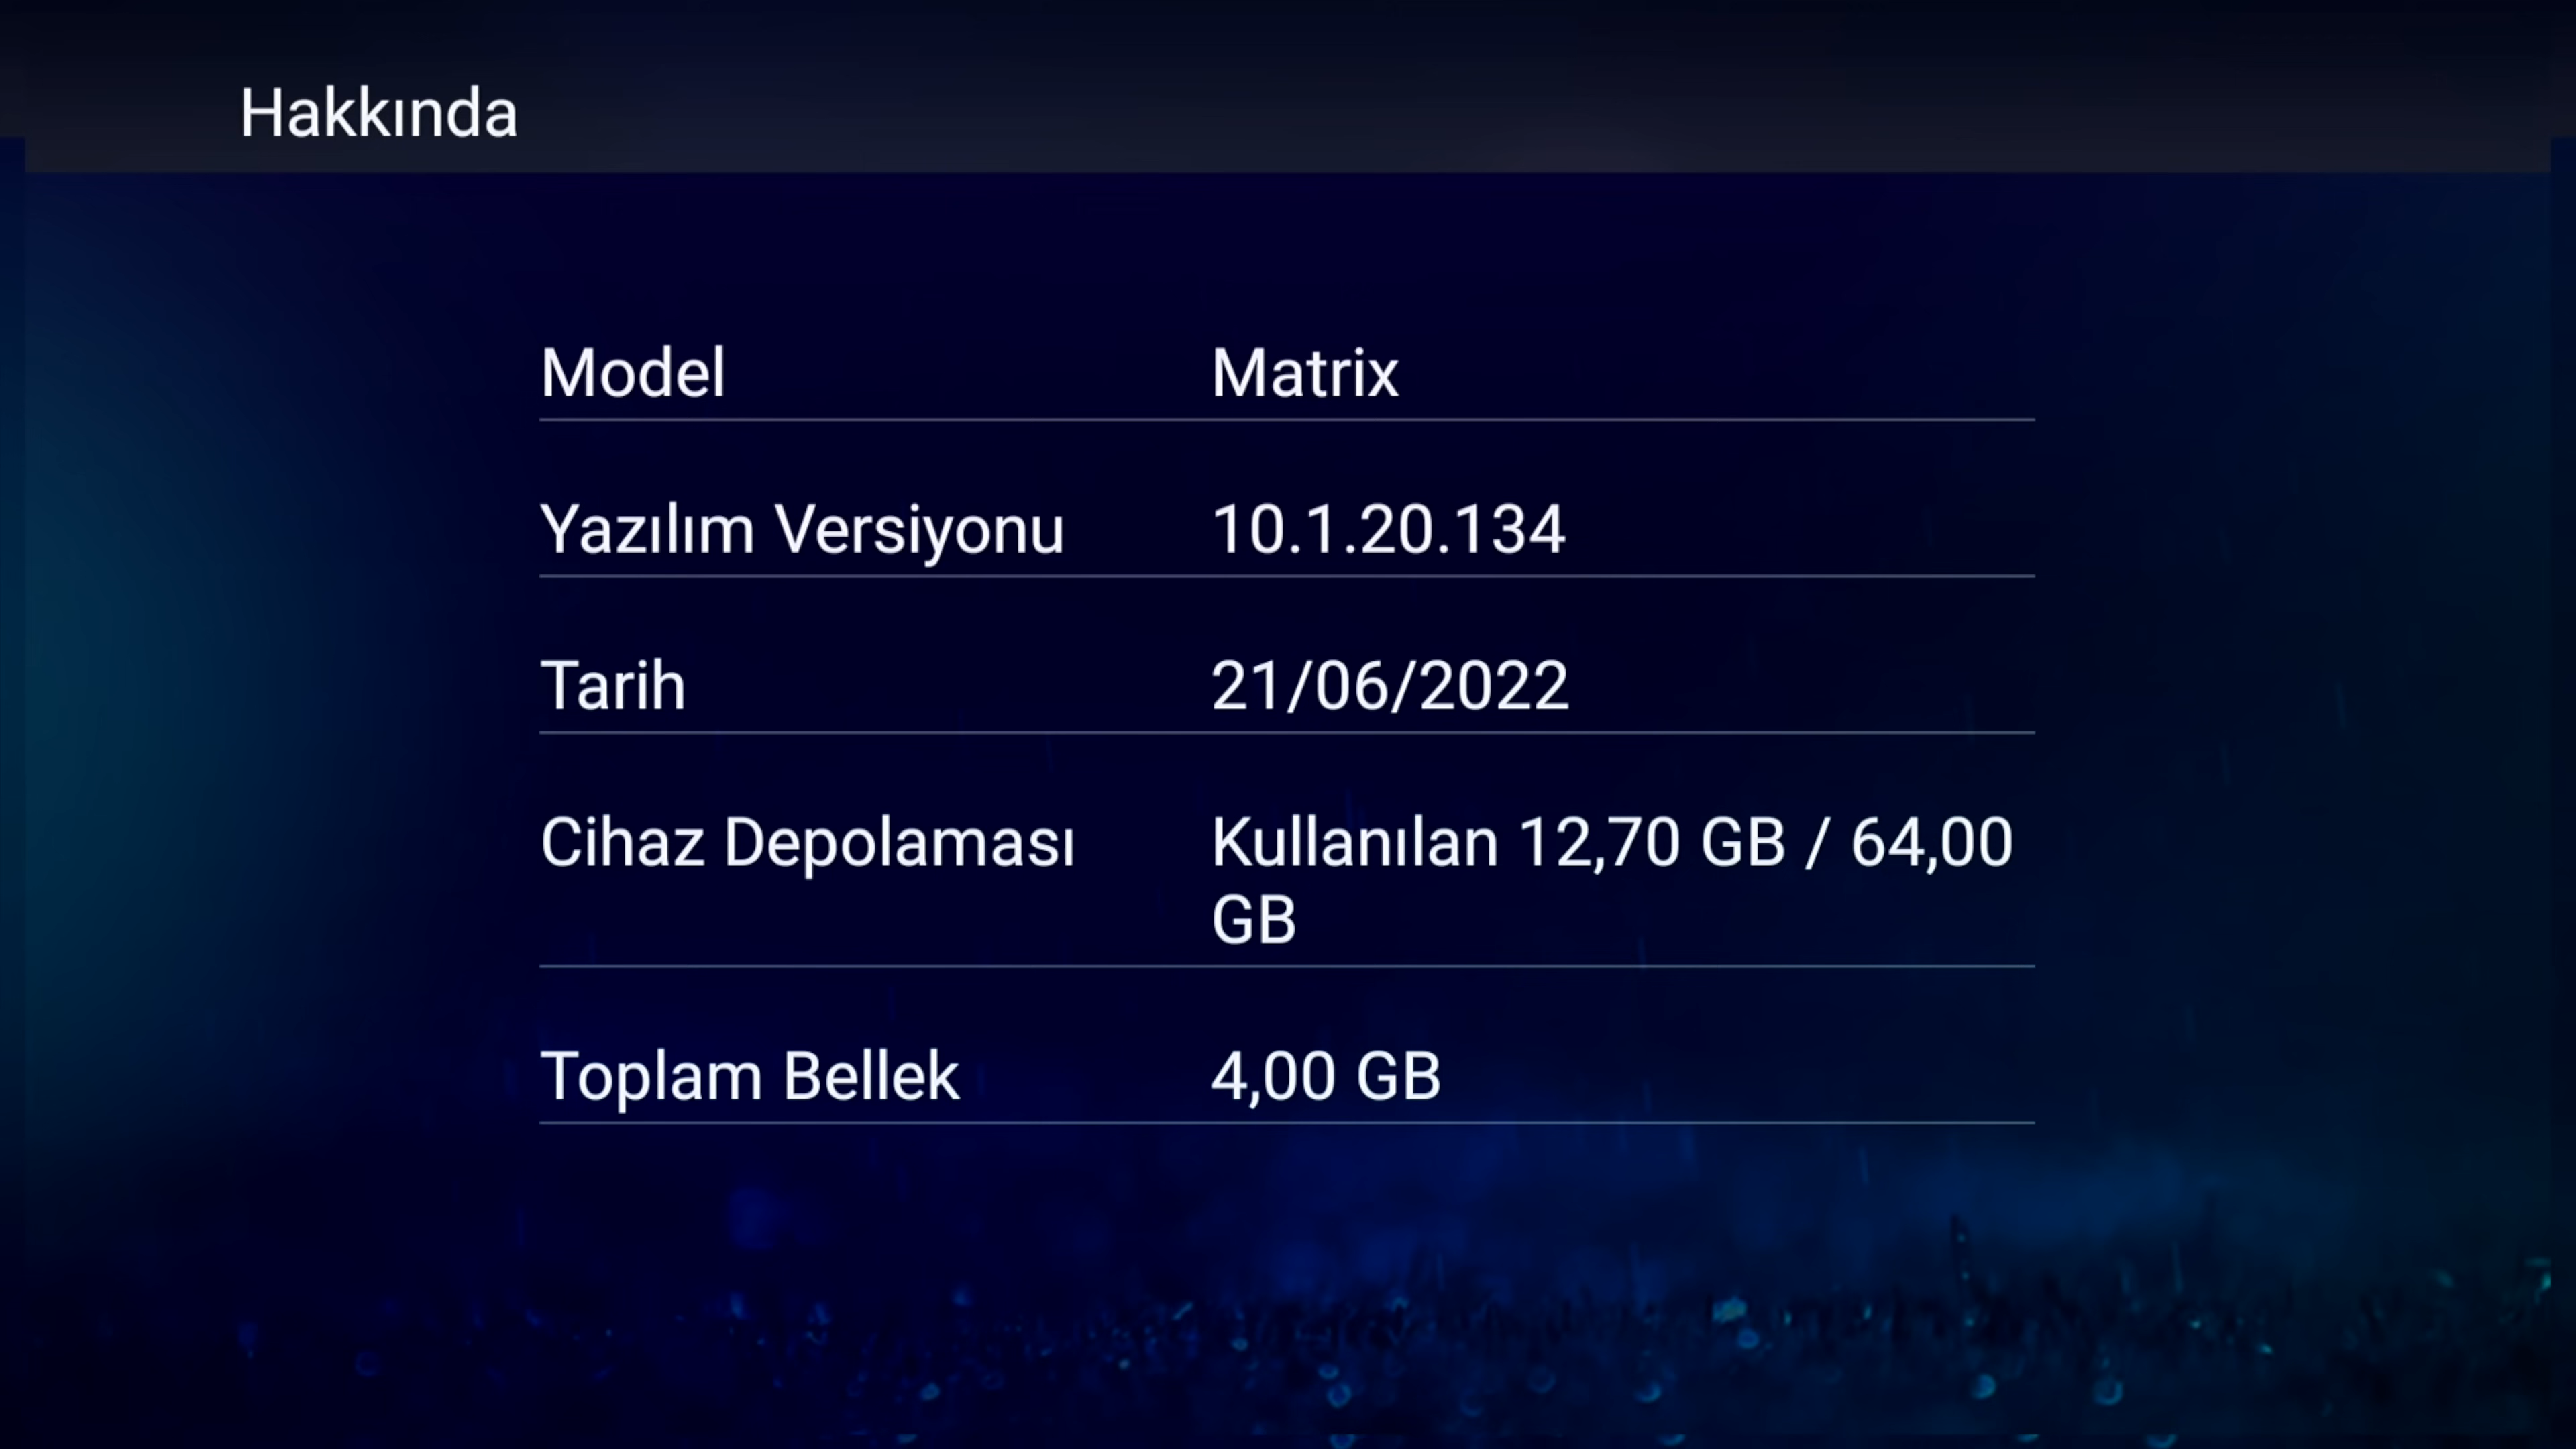 Hakkında
Model Matrix
Yazılım Versiyonu 10.1.20.134
Tarih 21/06/2022
Cihaz Depolaması Kullanılan 12,70 GB / 64,00
GB
Toplam Bellek 4,00 GB